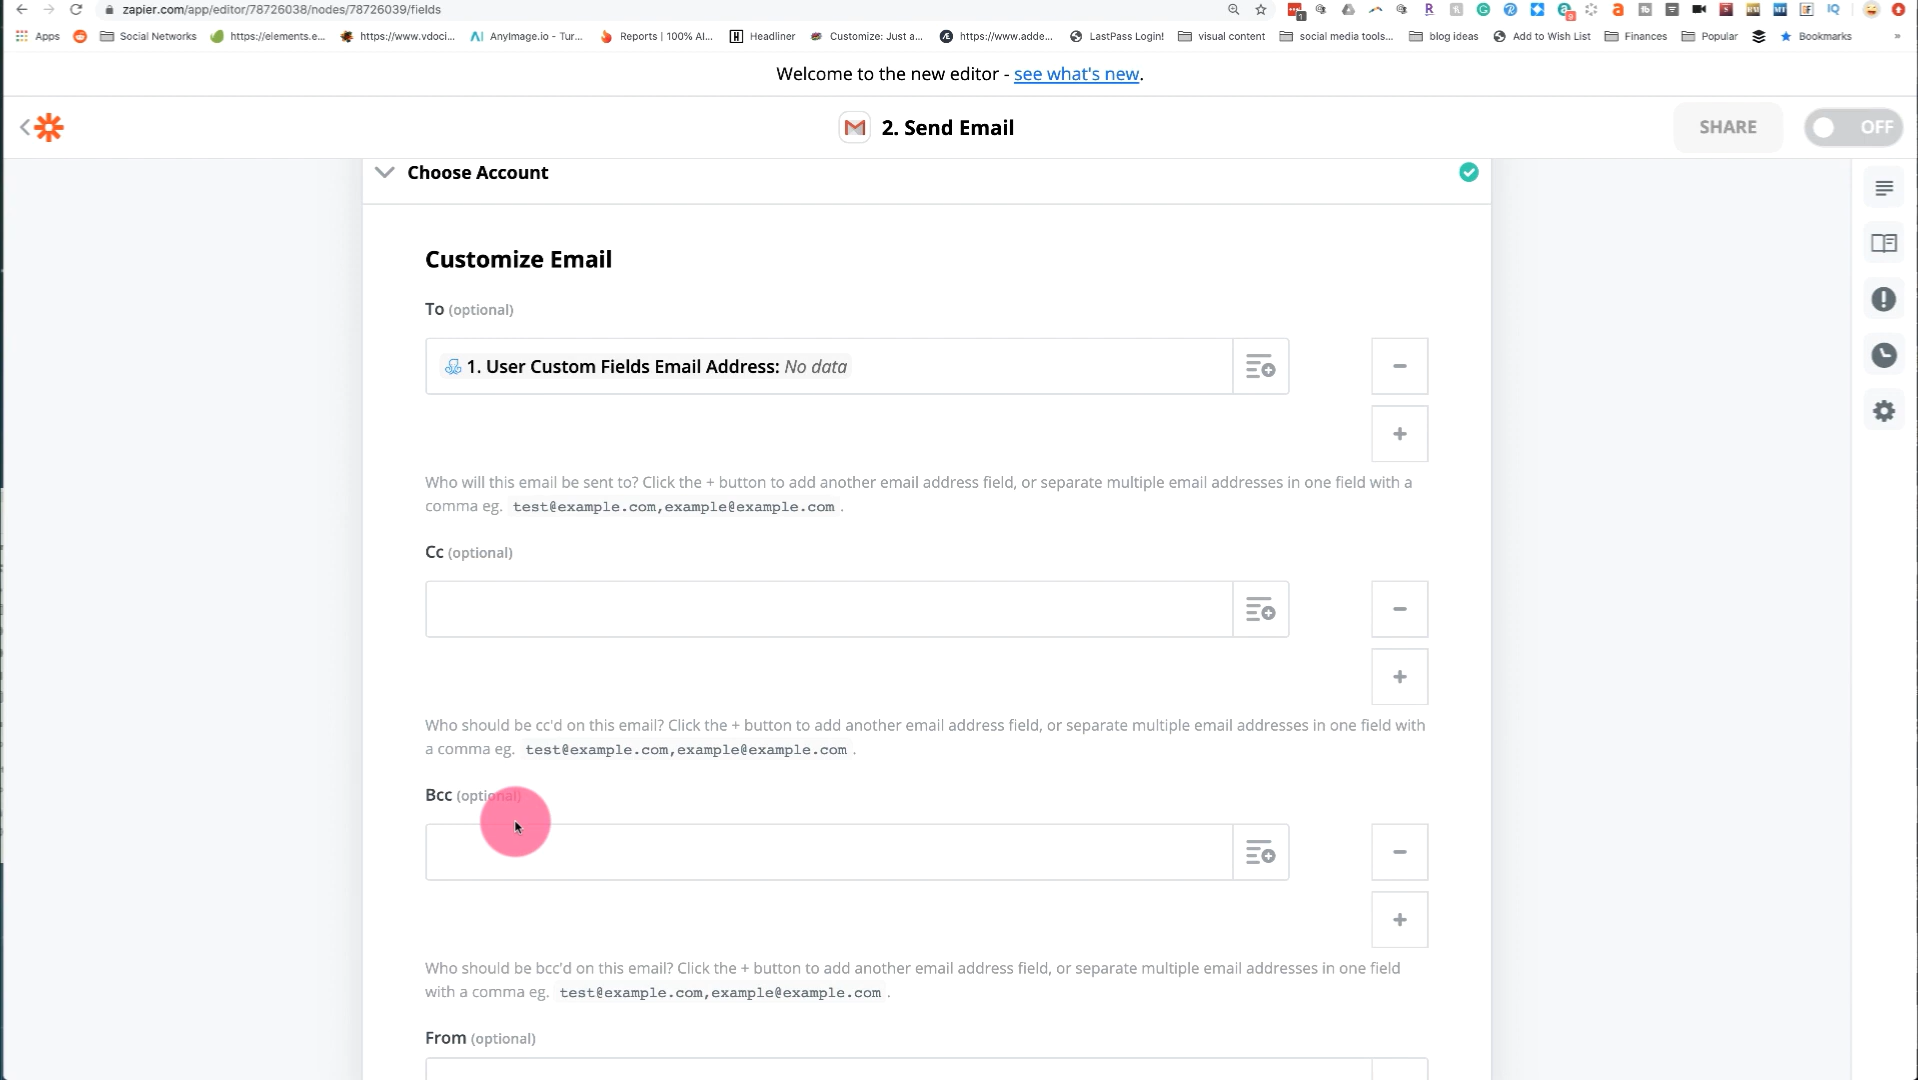 zapier.com/app/editor/78726038/nodes/78726039/fields
Apps Social Networks https://elements.e... https://www.vdoci... AnyImage.io - Tur... Reports | 100% Al... Headliner Customize: Just a... https://www.adde... LastPass Login! visual content social media tools... blog ideas Add to Wish List Finances Popular Bookmarks »
Welcome to the new editor - see what's new.
2. Send Email
SHARE
OFF
Choose Account
Customize Email
To (optional)
1. User Custom Fields Email Address: No data
Who will this email be sent to? Click the + button to add another email address field, or separate multiple email addresses in one field with a
comma eg. test@example.com,example@example.com .
Cc (optional)
Who should be cc'd on this email? Click the + button to add another email address field, or separate multiple email addresses in one field with
a comma eg. test@example.com,example@example.com .
Bcc (optional)
Who should be bcc'd on this email? Click the + button to add another email address field, or separate multiple email addresses in one field
with a comma eg. test@example.com,example@example.com .
From (optional)